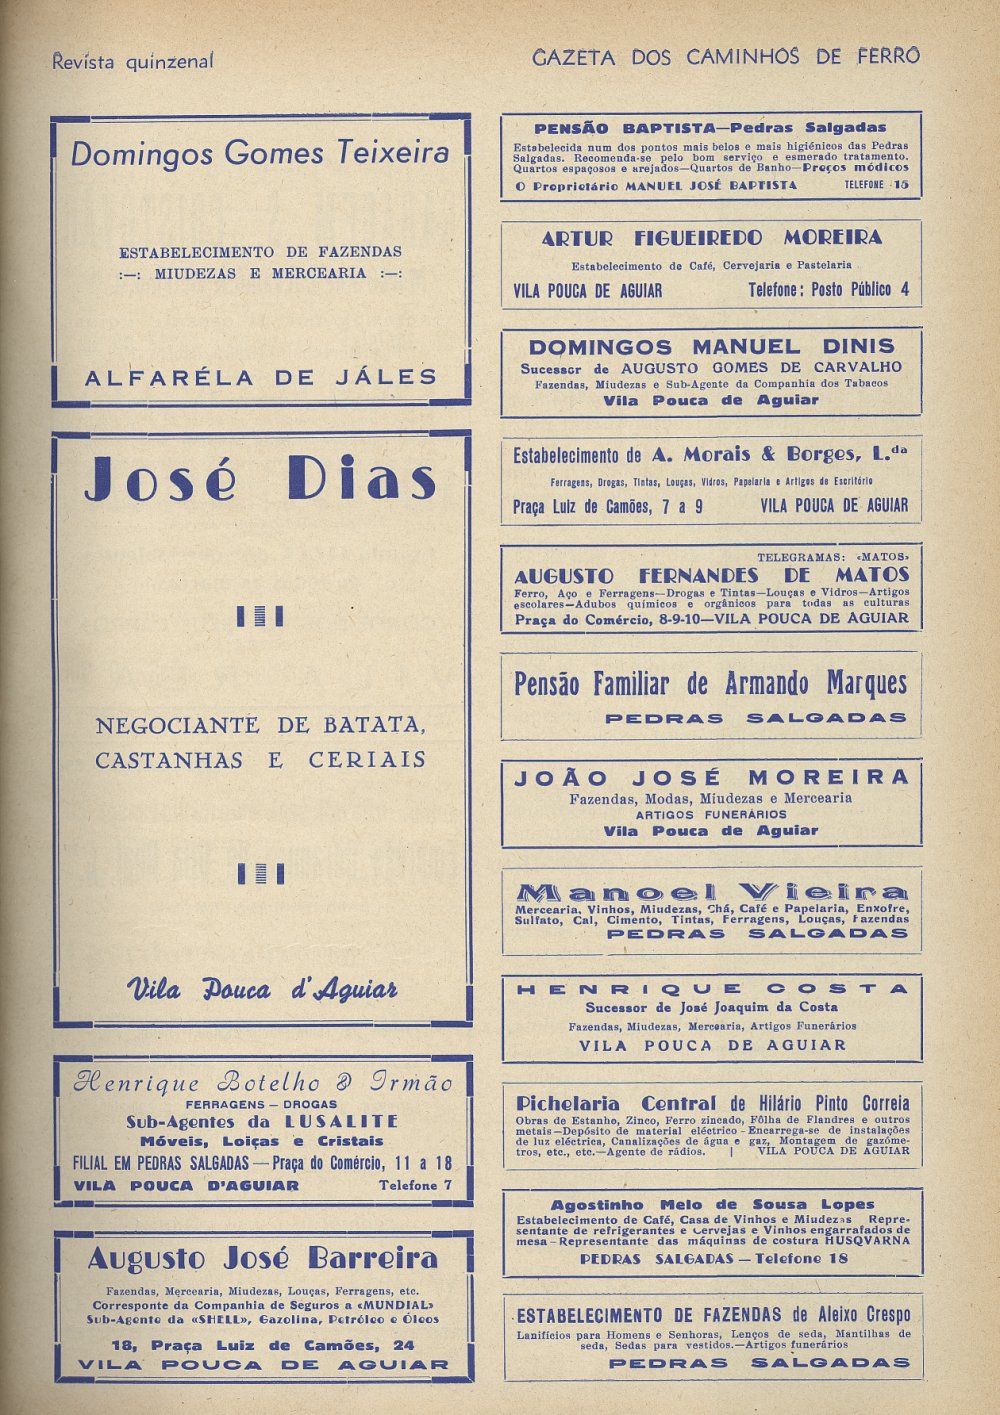 Revista quinzenal
GAZETA DOS CAMINHOS DE FERRO
Domingos Gomes Teixeira
ESTABELECIMENTO DE FAZENDAS
:—: MIUDEZAS E MERCEARIA :—:
ALFARÉLA DE JÁLES
José Dias
NEGOCIANTE DE BATATA,
CASTANHAS E CERIAIS
Vila Pouca d'Aguiar
Henrique Botelho & Irmão
FERRAGENS — DROGAS
Sub-Agentes da LUSALITE
Móveis, Loiças e Cristais
FILIAL EM PEDRAS SALGADAS — Praça do Comércio, 11 a 18
VILA POUCA D'AGUIAR Telefone 7
Augusto José Barreira
Fazendas, Mercearia, Miudezas, Louças, Ferragens, etc.
Corresponte da Companhia de Seguros a «MUNDIAL»
Sub-Agente da «SHELL», Gazolina, Petróleo e Óleos
18, Praça Luiz de Camões, 24
VILA POUCA DE AGUIAR
PENSÃO BAPTISTA—Pedras Salgadas
Estabelecida num dos pontos mais belos e mais higiénicos das Pedras
Salgadas. Recomenda-se pelo bom serviço e esmerado tratamento.
Quartos espaçosos e arejados—Quartos de Banho—Preços módicos
O Proprietário MANUEL JOSÉ BAPTISTA TELEFONE 15
ARTUR FIGUEIREDO MOREIRA
Estabelecimento de Café, Cervejaria e Pastelaria
VILA POUCA DE AGUIAR Telefone: Posto Público 4
DOMINGOS MANUEL DINIS
Sucessor de AUGUSTO GOMES DE CARVALHO
Fazendas, Miudezas e Sub-Agente da Companhia dos Tabacos
Vila Pouca de Aguiar
Estabelecimento de A. Morais & Borges, L.da
Ferragens, Drogas, Tintas, Louças, Vidros, Papelaria e Artigos de Escritório
Praça Luiz de Camões, 7 a 9 VILA POUCA DE AGUIAR
TELEGRAMAS: «MATOS»
AUGUSTO FERNANDES DE MATOS
Ferro, Aço e Ferragens—Drogas e Tintas—Louças e Vidros—Artigos
escolares—Adubos químicos e orgânicos para todas as culturas
Praça do Comércio, 8-9-10—VILA POUCA DE AGUIAR
Pensão Familiar de Armando Marques
PEDRAS SALGADAS
JOÃO JOSÉ MOREIRA
Fazendas, Modas, Miudezas e Mercearia
ARTIGOS FUNERÁRIOS
Vila Pouca de Aguiar
Manoel Vieira
Mercearia, Vinhos, Miudezas, Chá, Café e Papelaria, Enxofre,
Sulfato, Cal, Cimento, Tintas, Ferragens, Louças, Fazendas
PEDRAS SALGADAS
HENRIQUE COSTA
Sucessor de José Joaquim da Costa
Fazendas, Miudezas, Mercearia, Artigos Funerários
VILA POUCA DE AGUIAR
Pichelaria Central de Hilário Pinto Correia
Obras de Estanho, Zinco, Ferro zincado, Fôlha de Flandres e outros
metais—Depósito de material eléctrico - Encarrega-se de instalações
de luz eléctrica, Canalizações de água e gaz, Montagem de gazóme-
tros, etc., etc.—Agente de rádios. | VILA POUCA DE AGUIAR
Agostinho Melo de Sousa Lopes
Estabelecimento de Café, Casa de Vinhos e Miudezas Repre-
sentante de refrigerantes e Cervejas e Vinhos engarrafados de
mesa - Representante das máquinas de costura HUSQVARNA
PEDRAS SALGADAS — Telefone 18
ESTABELECIMENTO DE FAZENDAS de Aleixo Crespo
Lanifícios para Homens e Senhoras, Lenços de seda, Mantilhas de
seda, Sedas para vestidos.—Artigos funerários
PEDRAS SALGADAS